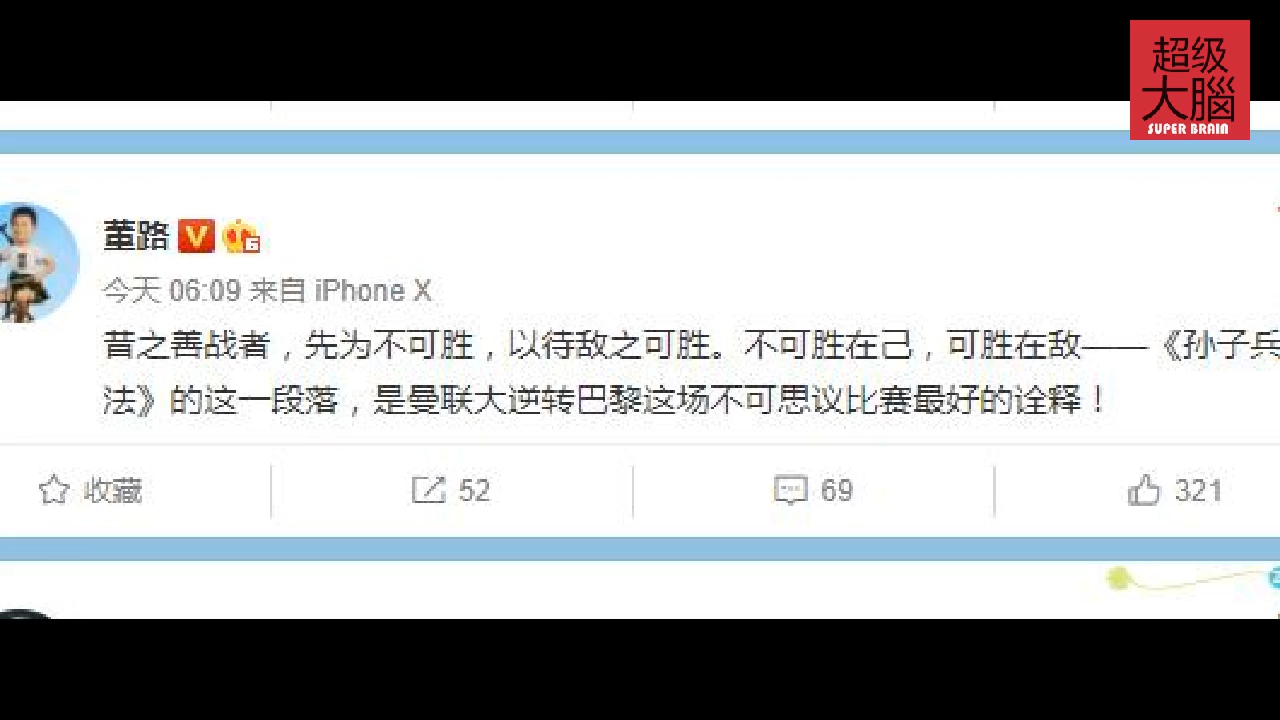 超级
大腦
SUPER BRAIN
董路
今天 06:09 来自 iPhone X
昔之善战者，先为不可胜，以待敌之可胜。不可胜在己，可胜在敌——《孙子兵
法》的这一段落，是曼联大逆转巴黎这场不可思议比赛最好的诠释！
收藏 52 69 321